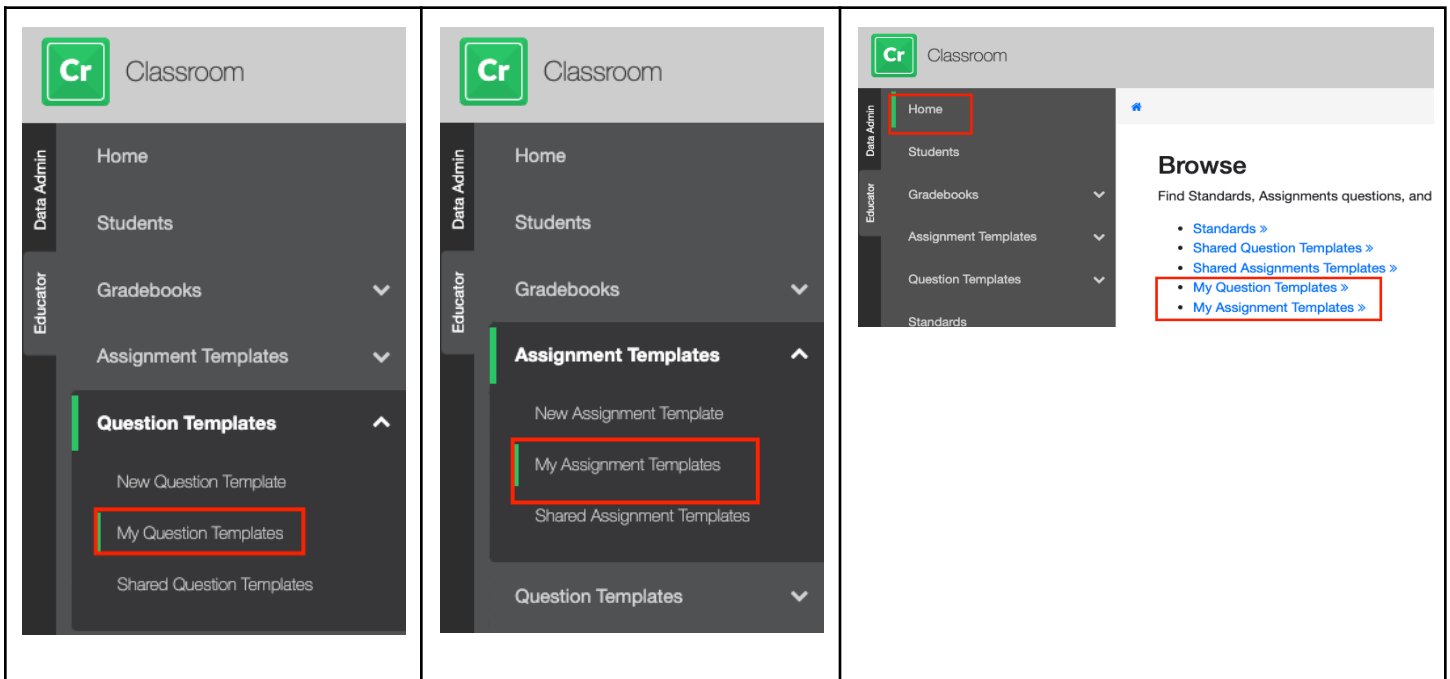 Cr Classroom
Data Admin
Educator
Home
Students
Gradebooks
Assignment Templates
Question Templates
New Question Template
My Question Templates
Shared Question Templates
Cr Classroom
Data Admin
Educator
Home
Students
Gradebooks
Assignment Templates
New Assignment Template
My Assignment Templates
Shared Assignment Templates
Question Templates
Cr Classroom
Data Admin
Educator
Home
Students
Gradebooks
Assignment Templates
Question Templates
Standards
Browse
Find Standards, Assignments questions, and
• Standards »
• Shared Question Templates »
• Shared Assignments Templates »
• My Question Templates »
• My Assignment Templates »